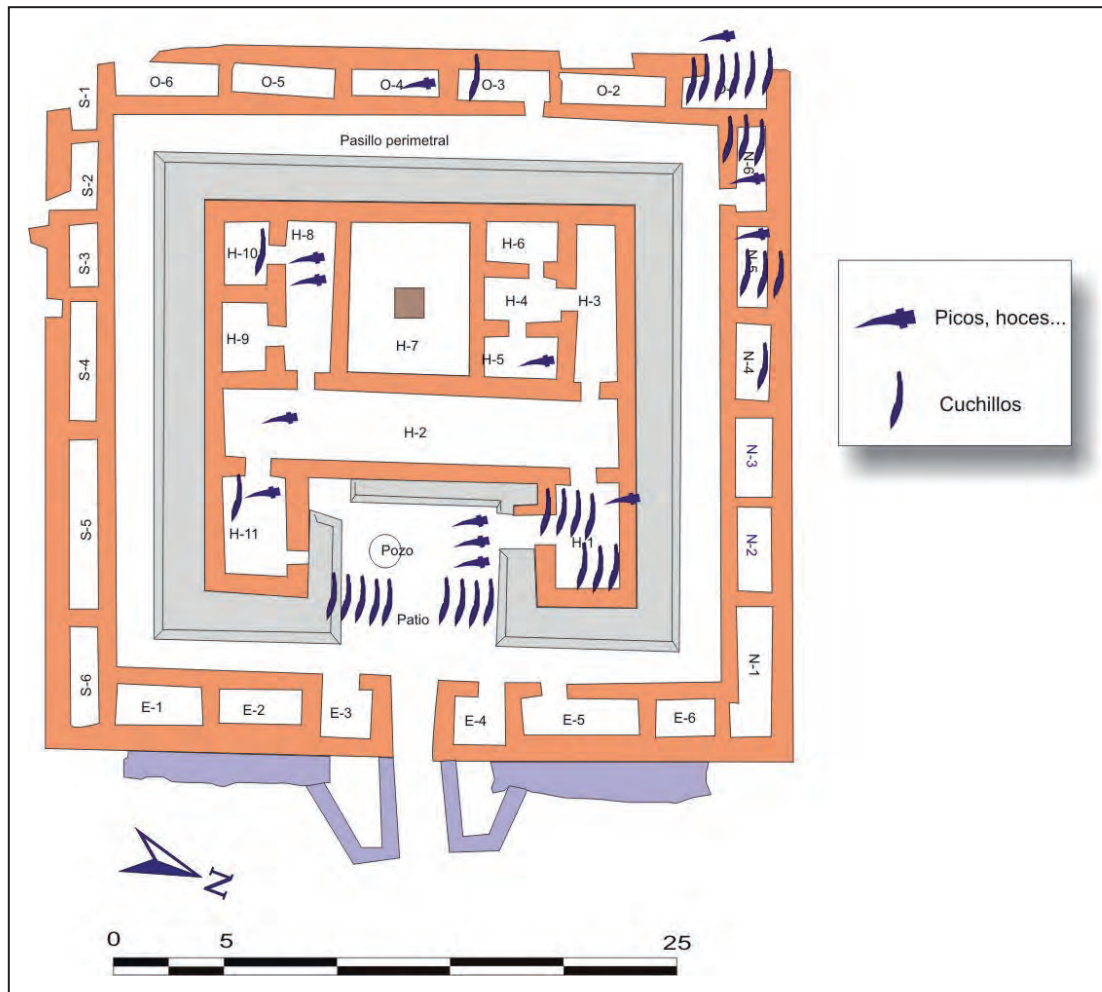 O-6
O-5
O-4
O-3
O-2
S-1
S-2
S-3
S-4
S-5
S-6
Pasillo perimetral
N-6
N-5
N-4
N-3
N-2
N-1
H-10
H-8
H-6
H-4
H-3
H-9
H-7
H-5
H-2
H-11
H-1
Pozo
Patio
E-1
E-2
E-3
E-4
E-5
E-6
Picos, hoces...
Cuchillos
N
0
5
25